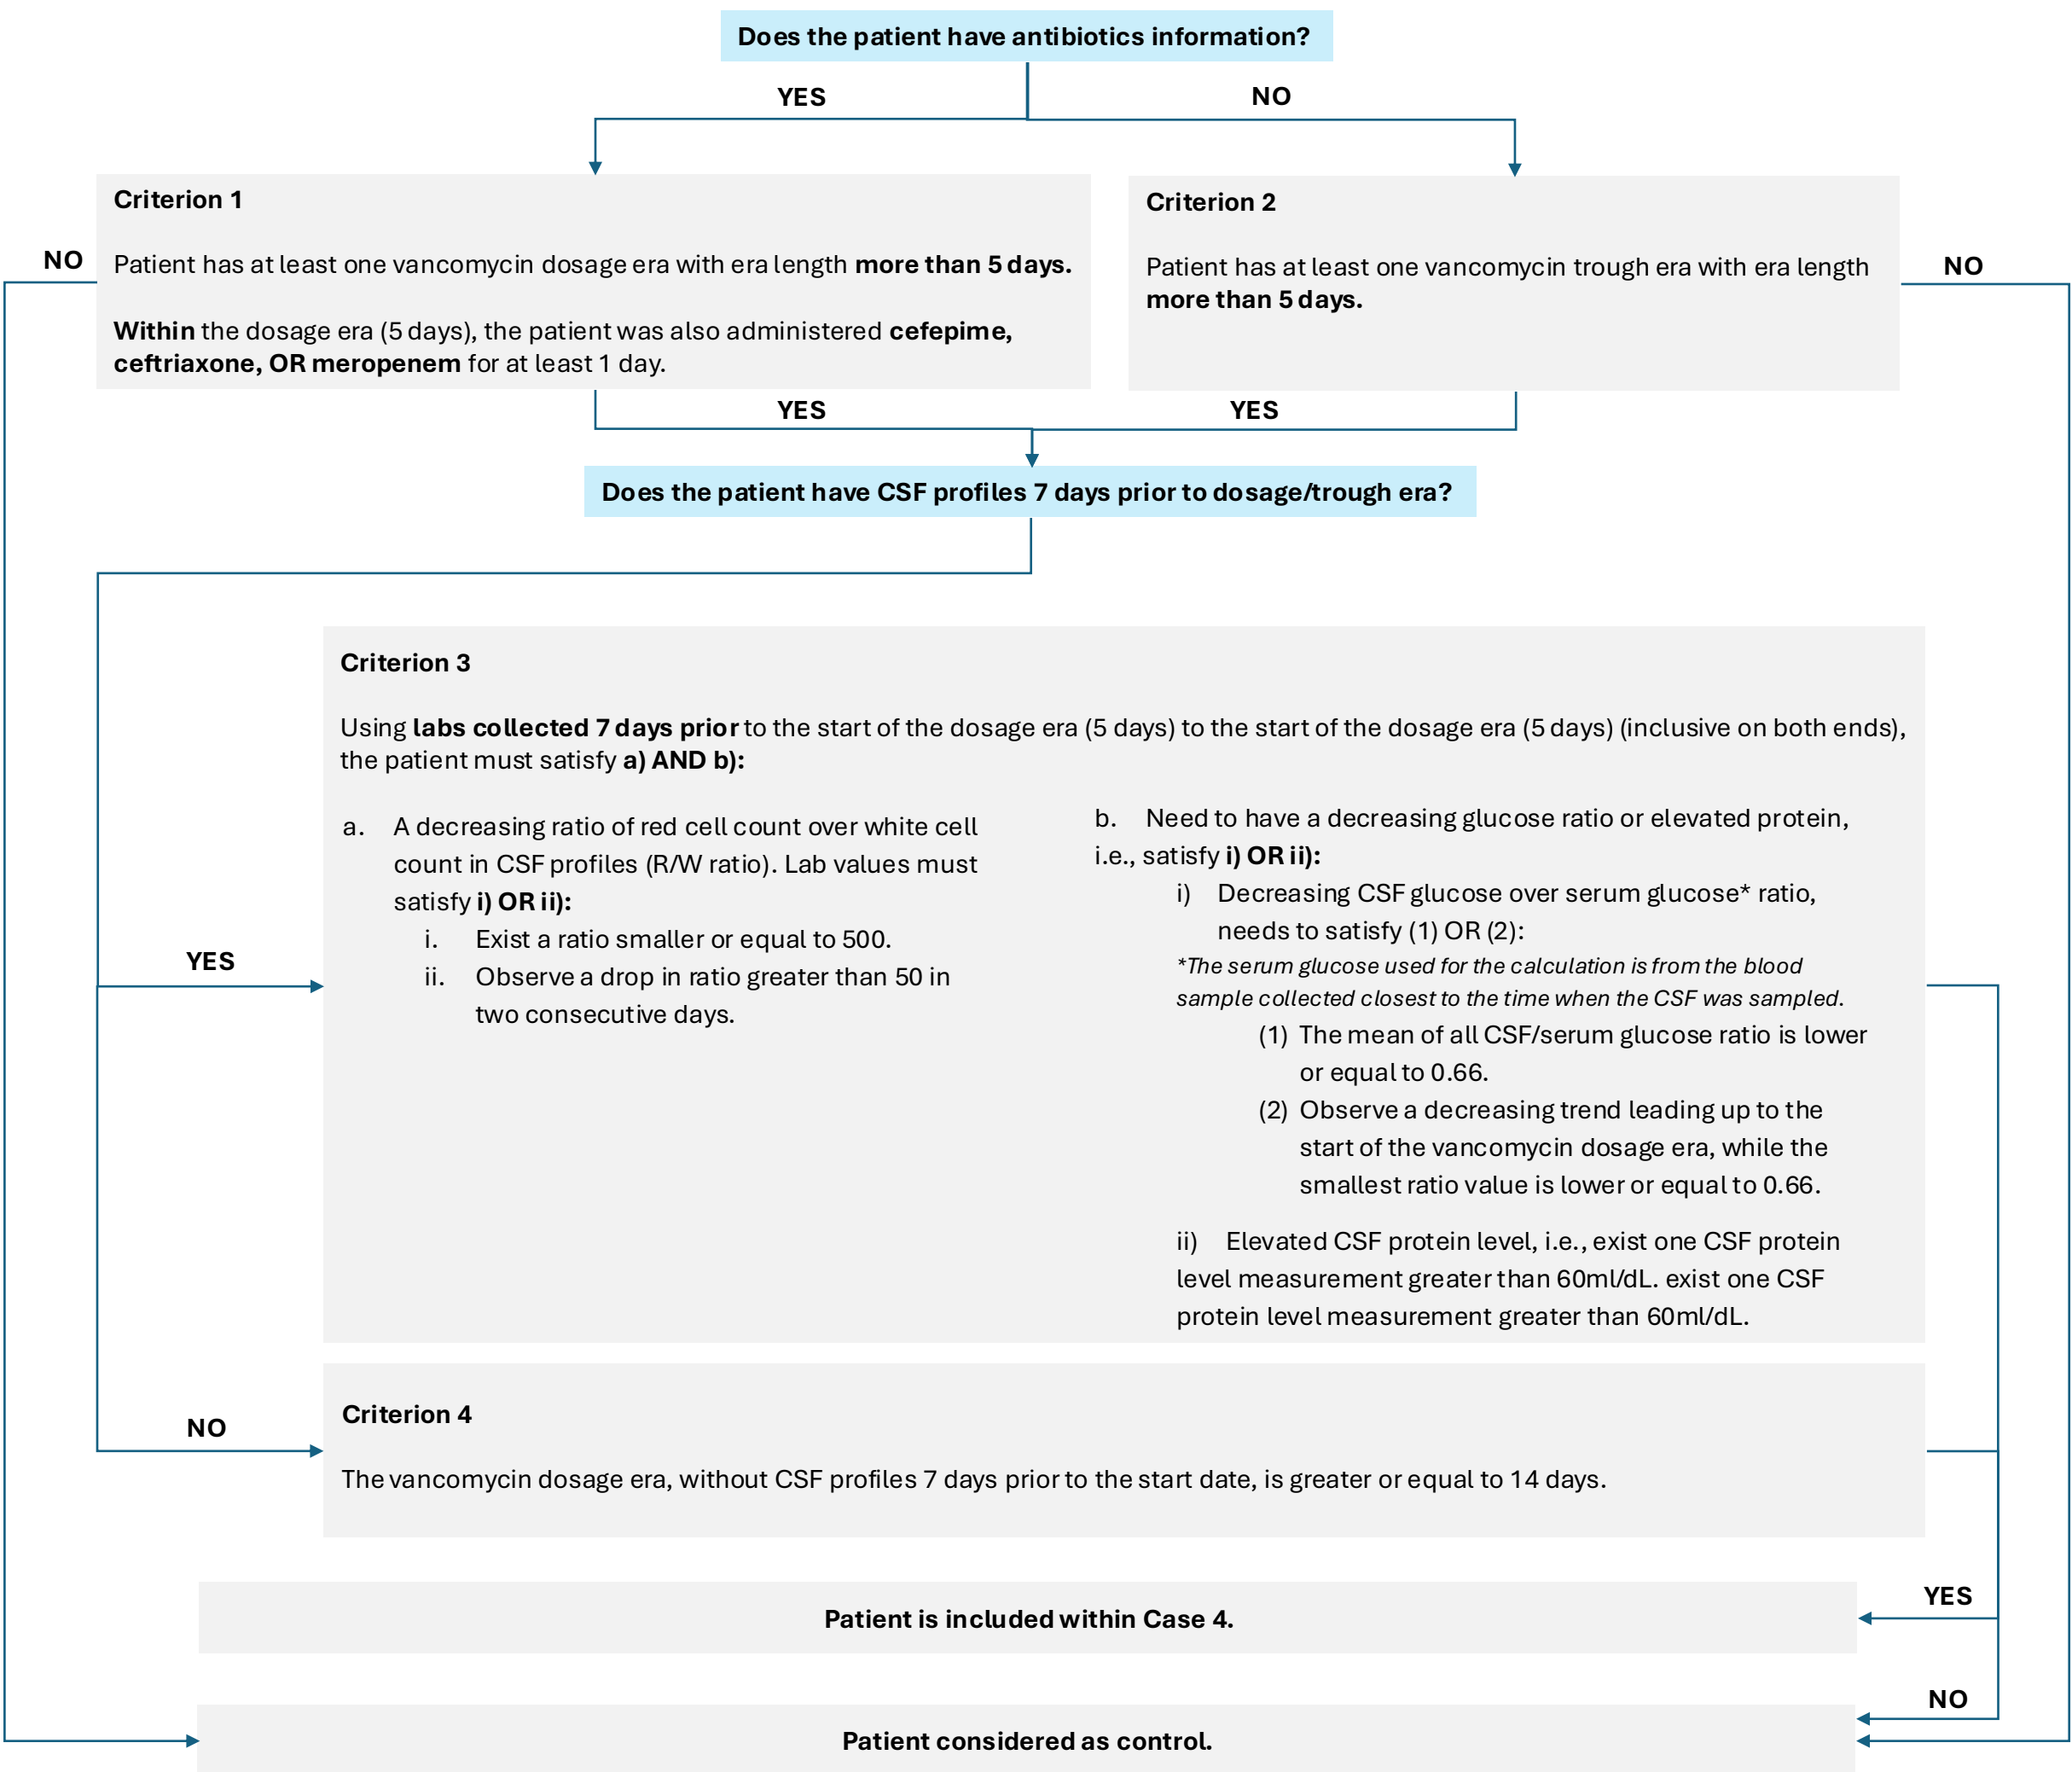 Does the patient have antibiotics information?
YES
NO
Criterion 1
Patient has at least one vancomycin dosage era with era length more than 5 days.
Within the dosage era (5 days), the patient was also administered cefepime,
ceftriaxone, OR meropenem for at least 1 day.
NO
Criterion 2
Patient has at least one vancomycin trough era with era length
more than 5 days.
NO
YES
YES
Does the patient have CSF profiles 7 days prior to dosage/trough era?
Criterion 3
Using labs collected 7 days prior to the start of the dosage era (5 days) to the start of the dosage era (5 days) (inclusive on both ends),
the patient must satisfy a) AND b):
a. A decreasing ratio of red cell count over white cell
count in CSF profiles (R/W ratio). Lab values must
satisfy i) OR ii):
i. Exist a ratio smaller or equal to 500.
ii. Observe a drop in ratio greater than 50 in
two consecutive days.
b. Need to have a decreasing glucose ratio or elevated protein,
i.e., satisfy i) OR ii):
i) Decreasing CSF glucose over serum glucose* ratio,
needs to satisfy (1) OR (2):
*The serum glucose used for the calculation is from the blood
sample collected closest to the time when the CSF was sampled.
(1) The mean of all CSF/serum glucose ratio is lower
or equal to 0.66.
(2) Observe a decreasing trend leading up to the
start of the vancomycin dosage era, while the
smallest ratio value is lower or equal to 0.66.
ii) Elevated CSF protein level, i.e., exist one CSF protein
level measurement greater than 60ml/dL. exist one CSF
protein level measurement greater than 60ml/dL.
YES
NO
Criterion 4
The vancomycin dosage era, without CSF profiles 7 days prior to the start date, is greater or equal to 14 days.
YES
Patient is included within Case 4.
NO
Patient considered as control.